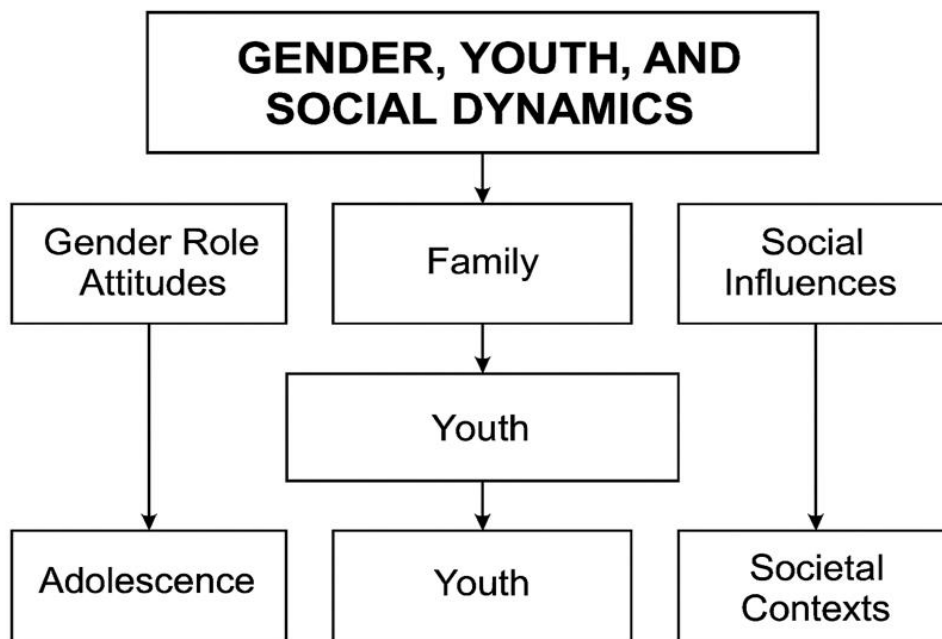 GENDER, YOUTH, AND
SOCIAL DYNAMICS
Gender Role
Attitudes
Family
Social
Influences
Youth
Adolescence
Youth
Societal
Contexts